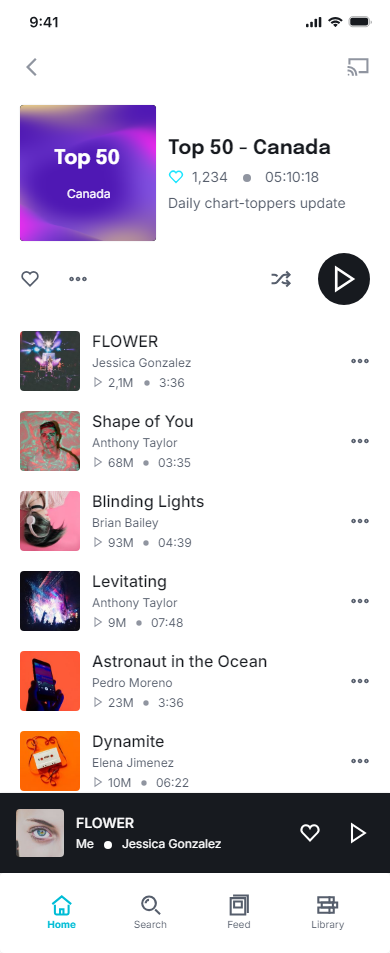 9:41
Top 50
Canada
Top 50 - Canada
1,234 05:10:18
Daily chart-toppers update
FLOWER
Jessica Gonzalez
2,1M 3:36
Shape of You
Anthony Taylor
68M 03:35
Blinding Lights
Brian Bailey
93M 04:39
Levitating
Anthony Taylor
9M 07:48
Astronaut in the Ocean
Pedro Moreno
23M 3:36
Dynamite
Elena Jimenez
10M 06:22
FLOWER
Me Jessica Gonzalez
Home Search Feed Library